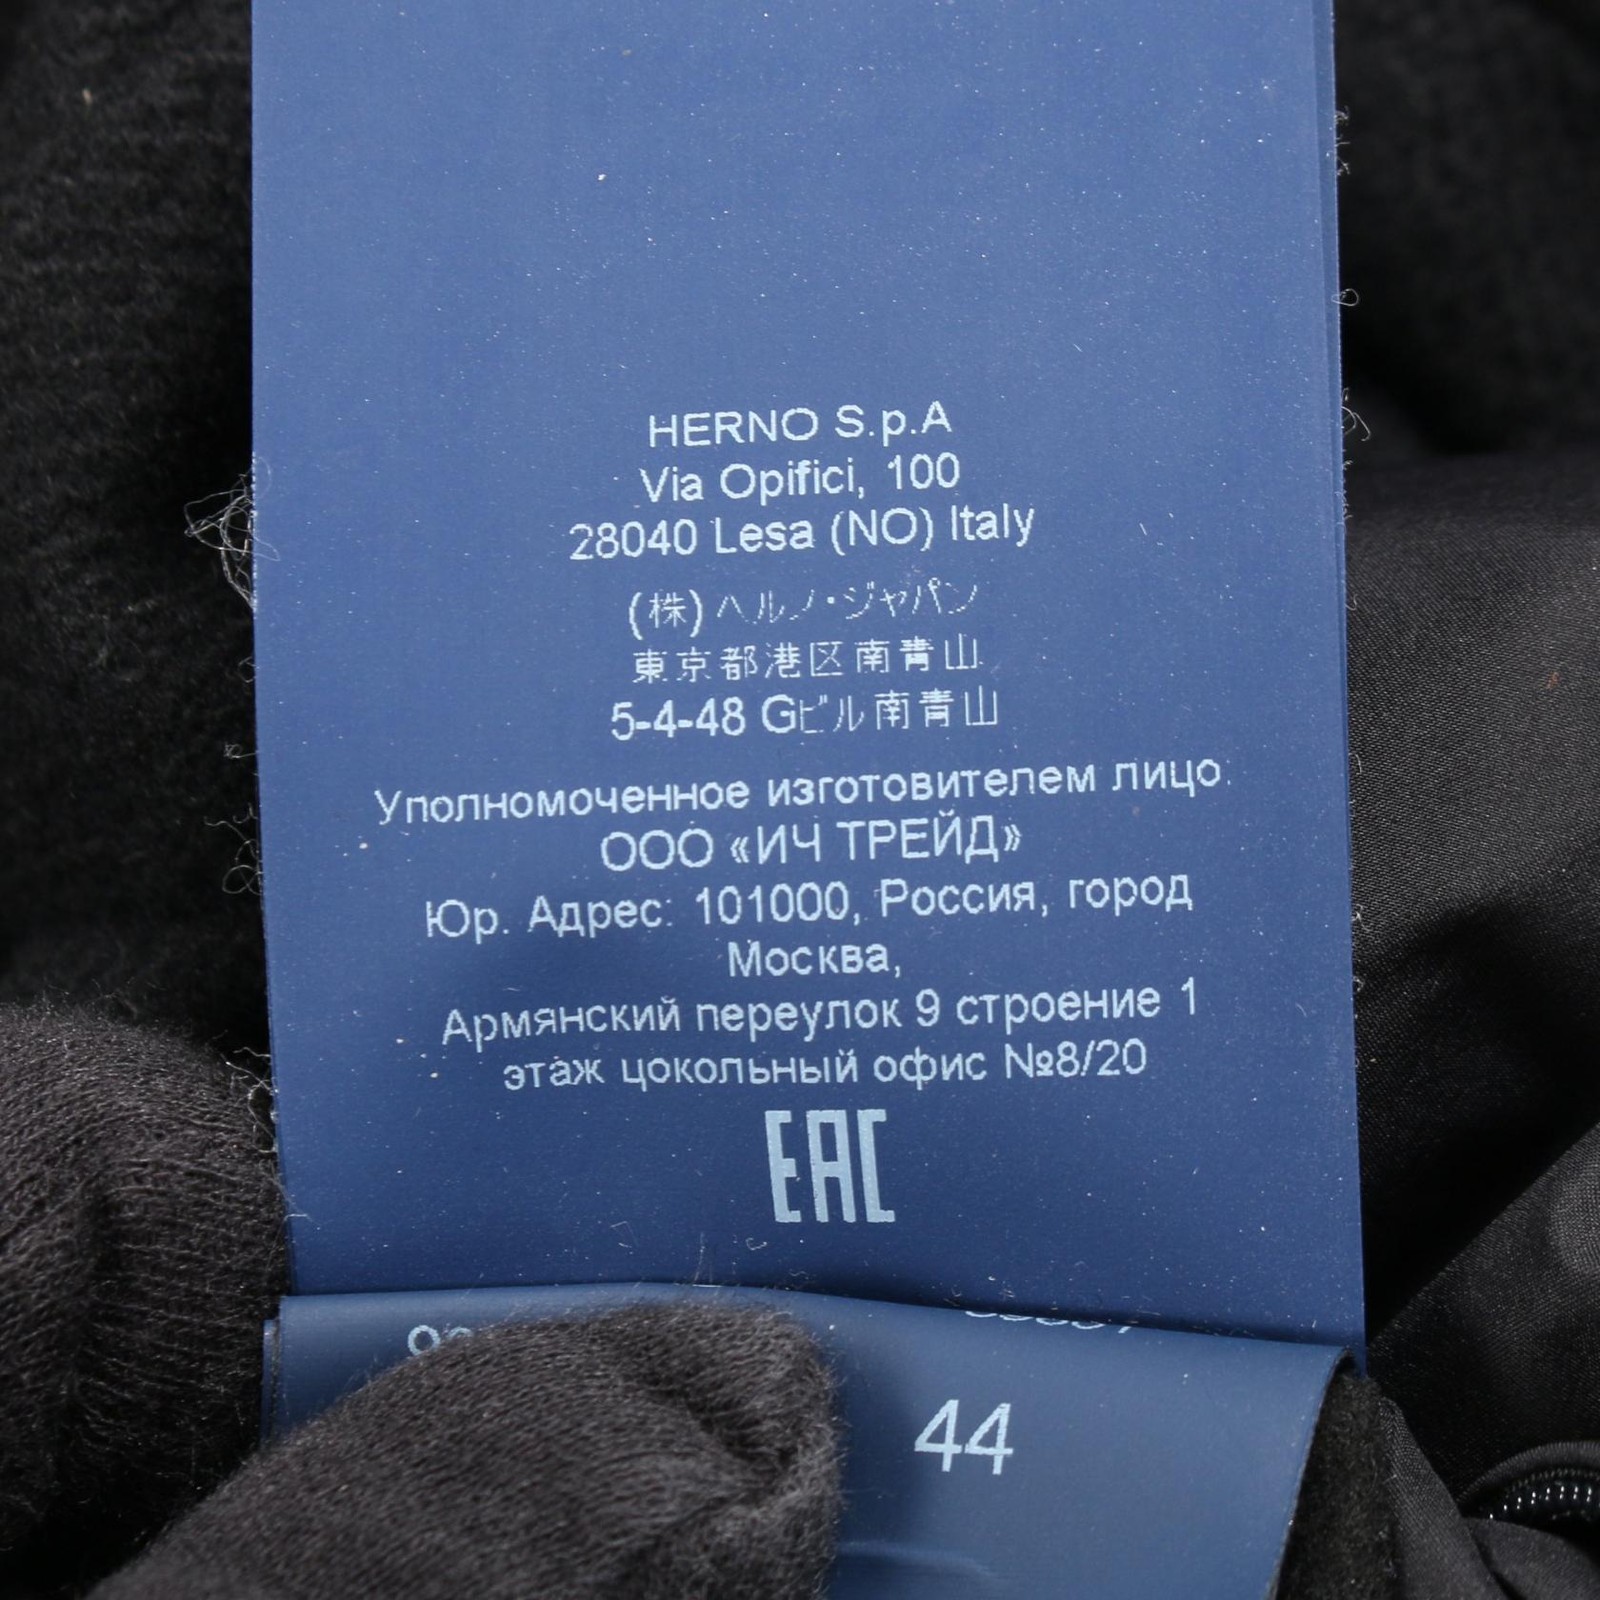 HERNO S.p.A
Via Opifici, 100
28040 Lesa (NO) Italy
(株)ヘルノ・ジャパン
東京都港区南青山
5-4-48 Gビル南青山
Уполномоченное изготовителем лицо:
ООО «ИЧ ТРЕЙД»
Юр. Адрес: 101000, Россия, город
Москва,
Армянский переулок 9 строение 1
этаж цокольный офис №8/20
EAC
44